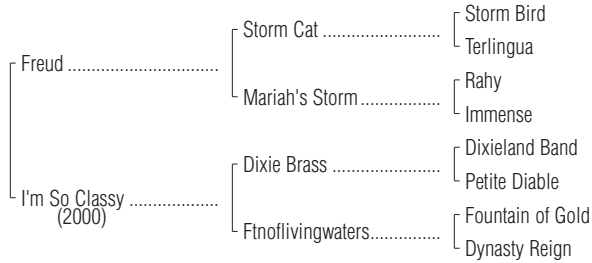 Storm Bird
Storm Cat ..........................
Terlingua
Freud ................................
Rahy
Mariah's Storm .................
Immense
Dixieland Band
Dixie Brass .......................
Petite Diable
I'm So Classy ...................
(2000)
Fountain of Gold
Ftnoflivingwaters...............
Dynasty Reign